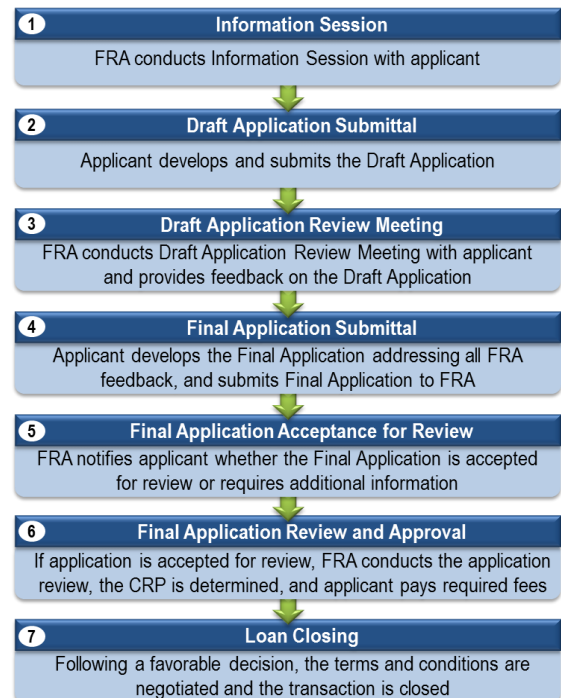 1 Information Session
FRA conducts Information Session with applicant
2 Draft Application Submittal
Applicant develops and submits the Draft Application
3 Draft Application Review Meeting
FRA conducts Draft Application Review Meeting with applicant
and provides feedback on the Draft Application
4 Final Application Submittal
Applicant develops the Final Application addressing all FRA
feedback, and submits Final Application to FRA
5 Final Application Acceptance for Review
FRA notifies applicant whether the Final Application is accepted
for review or requires additional information
6 Final Application Review and Approval
If application is accepted for review, FRA conducts the application
review, the CRP is determined, and applicant pays required fees
7 Loan Closing
Following a favorable decision, the terms and conditions are
negotiated and the transaction is closed